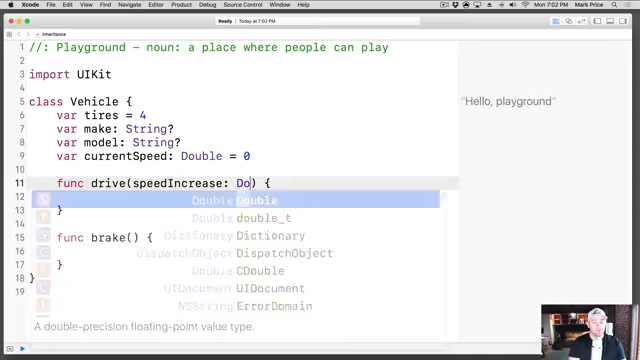 Xcode File Edit View Find Navigate Editor Product Debug Source Control Window Help Mon 7:02 PM Mark Price
Ready Today at 7:02 PM
Inheritance
1 //: Playground - noun: a place where people can play
2
3 import UIKit "Hello, playground"
4
5 class Vehicle {
6 var tires = 4
7 var make: String?
8 var model: String?
9 var currentSpeed: Double = 0
10
11 func drive(speedIncrease: Do) {
12 Double Double
Double double_t
13 }
14 Dictionary Dictionary
15 func brake() {
DispatchObject DispatchObject
16 Double CDouble
17 }
UIDocument UIDocument
18 }
NSString ErrorDomain
19
A double-precision floating-point value type.